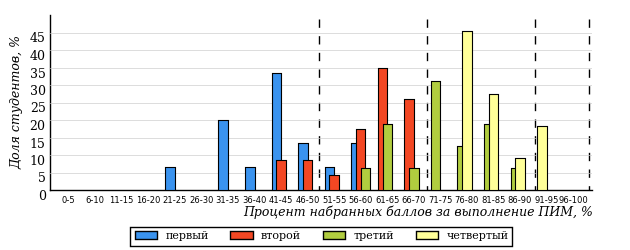 Доля студентов, %
45
40
35
30
25
20
15
10
5
0
0-5 6-10 11-15 16-20 21-25 26-30 31-35 36-40 41-45 46-50 51-55 56-60 61-65 66-70 71-75 76-80 81-85 86-90 91-95 96-100
Процент набранных баллов за выполнение ПИМ, %
первый второй третий четвертый